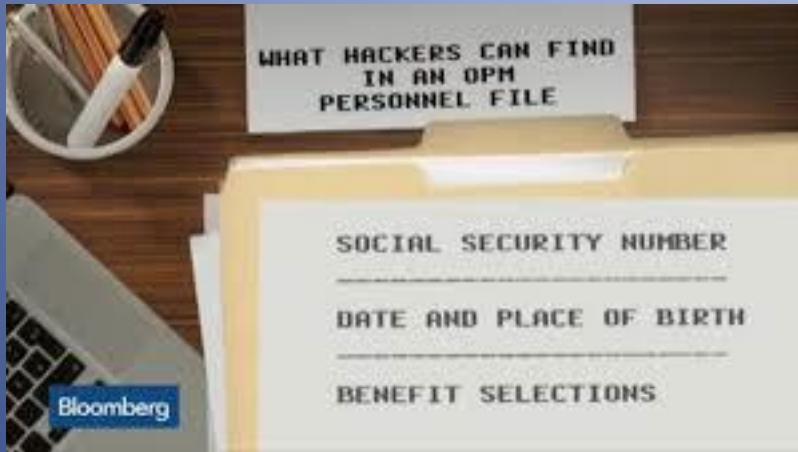 WHAT HACKERS CAN FIND
IN AN OPM
PERSONNEL FILE
SOCIAL SECURITY NUMBER
DATE AND PLACE OF BIRTH
BENEFIT SELECTIONS
Bloomberg